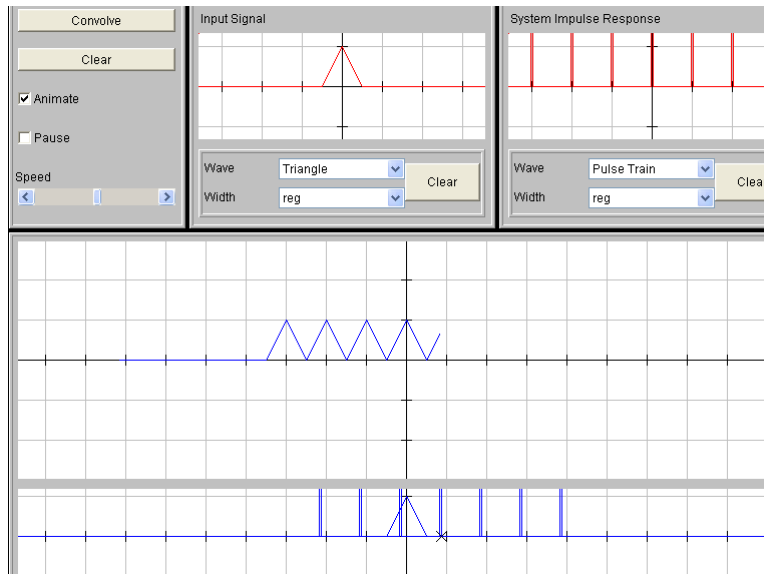 Convolve
Clear
Animate
Pause
Speed
Input Signal
Wave
Triangle
Width
reg
Clear
System Impulse Response
Wave
Pulse Train
Width
reg
Clea